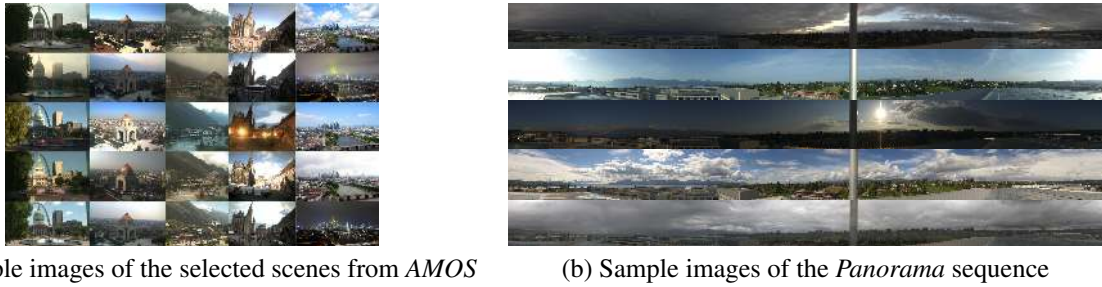 ple images of the selected scenes from AMOS
(b) Sample images of the Panorama sequence